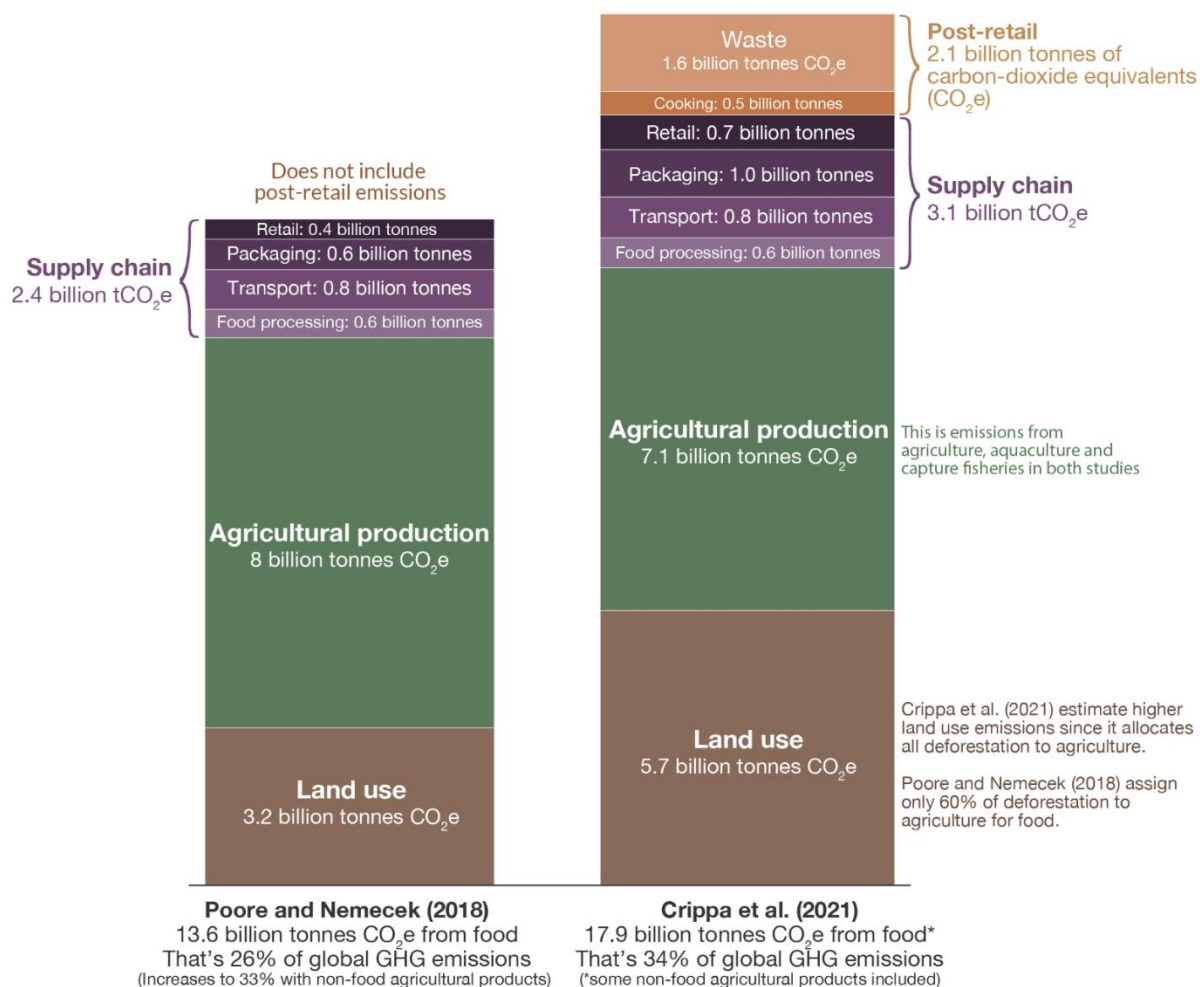 Does not include
post-retail emissions
Supply chain
2.4 billion tCO₂e
Retail: 0.4 billion tonnes
Packaging: 0.6 billion tonnes
Transport: 0.8 billion tonnes
Food processing: 0.6 billion tonnes
Agricultural production
8 billion tonnes CO₂e
Land use
3.2 billion tonnes CO₂e
Poore and Nemecek (2018)
13.6 billion tonnes CO₂e from food
That's 26% of global GHG emissions
(Increases to 33% with non-food agricultural products)
Waste
1.6 billion tonnes CO₂e
Cooking: 0.5 billion tonnes
Post-retail
2.1 billion tonnes of
carbon-dioxide equivalents
(CO₂e)
Retail: 0.7 billion tonnes
Packaging: 1.0 billion tonnes
Transport: 0.8 billion tonnes
Food processing: 0.6 billion tonnes
Supply chain
3.1 billion tCO₂e
Agricultural production
7.1 billion tonnes CO₂e
This is emissions from
agriculture, aquaculture and
capture fisheries in both studies
Land use
5.7 billion tonnes CO₂e
Crippa et al. (2021) estimate higher
land use emissions since it allocates
all deforestation to agriculture.
Poore and Nemecek (2018) assign
only 60% of deforestation to
agriculture for food.
Crippa et al. (2021)
17.9 billion tonnes CO₂e from food*
That's 34% of global GHG emissions
(*some non-food agricultural products included)